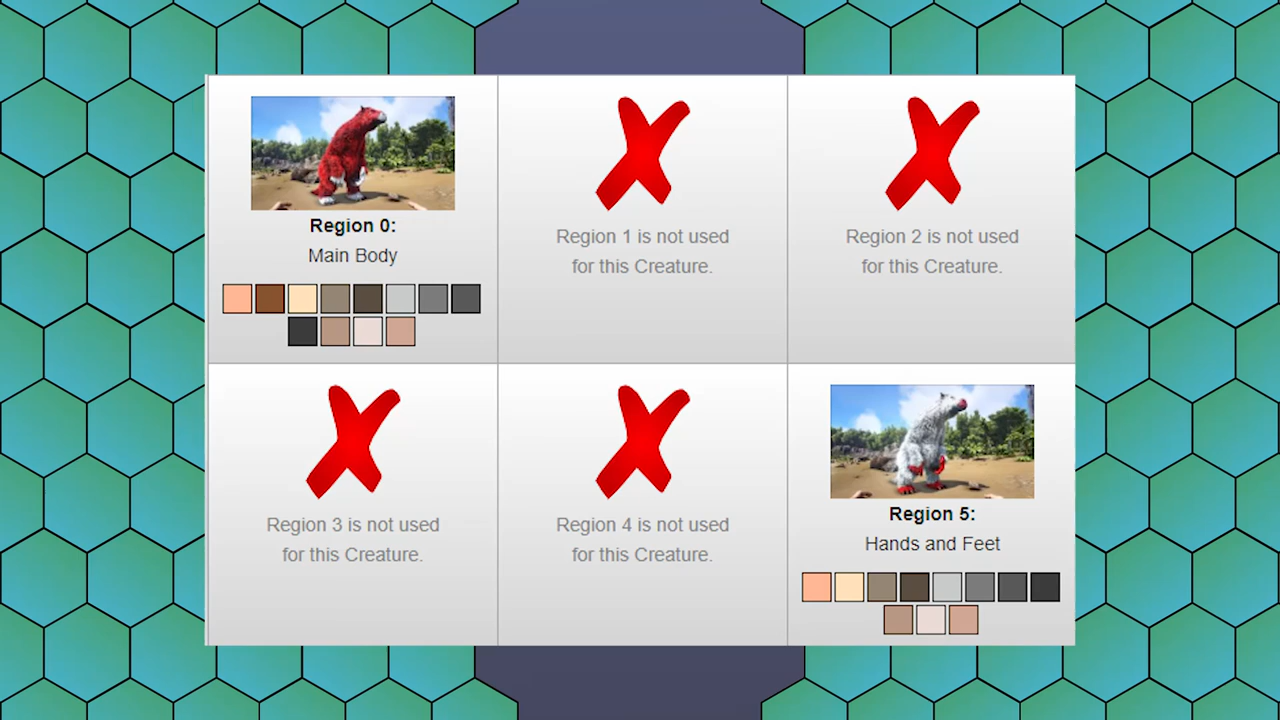 Region 0:
Main Body
Region 1 is not used
for this Creature.
Region 2 is not used
for this Creature.
Region 3 is not used
for this Creature.
Region 4 is not used
for this Creature.
Region 5:
Hands and Feet